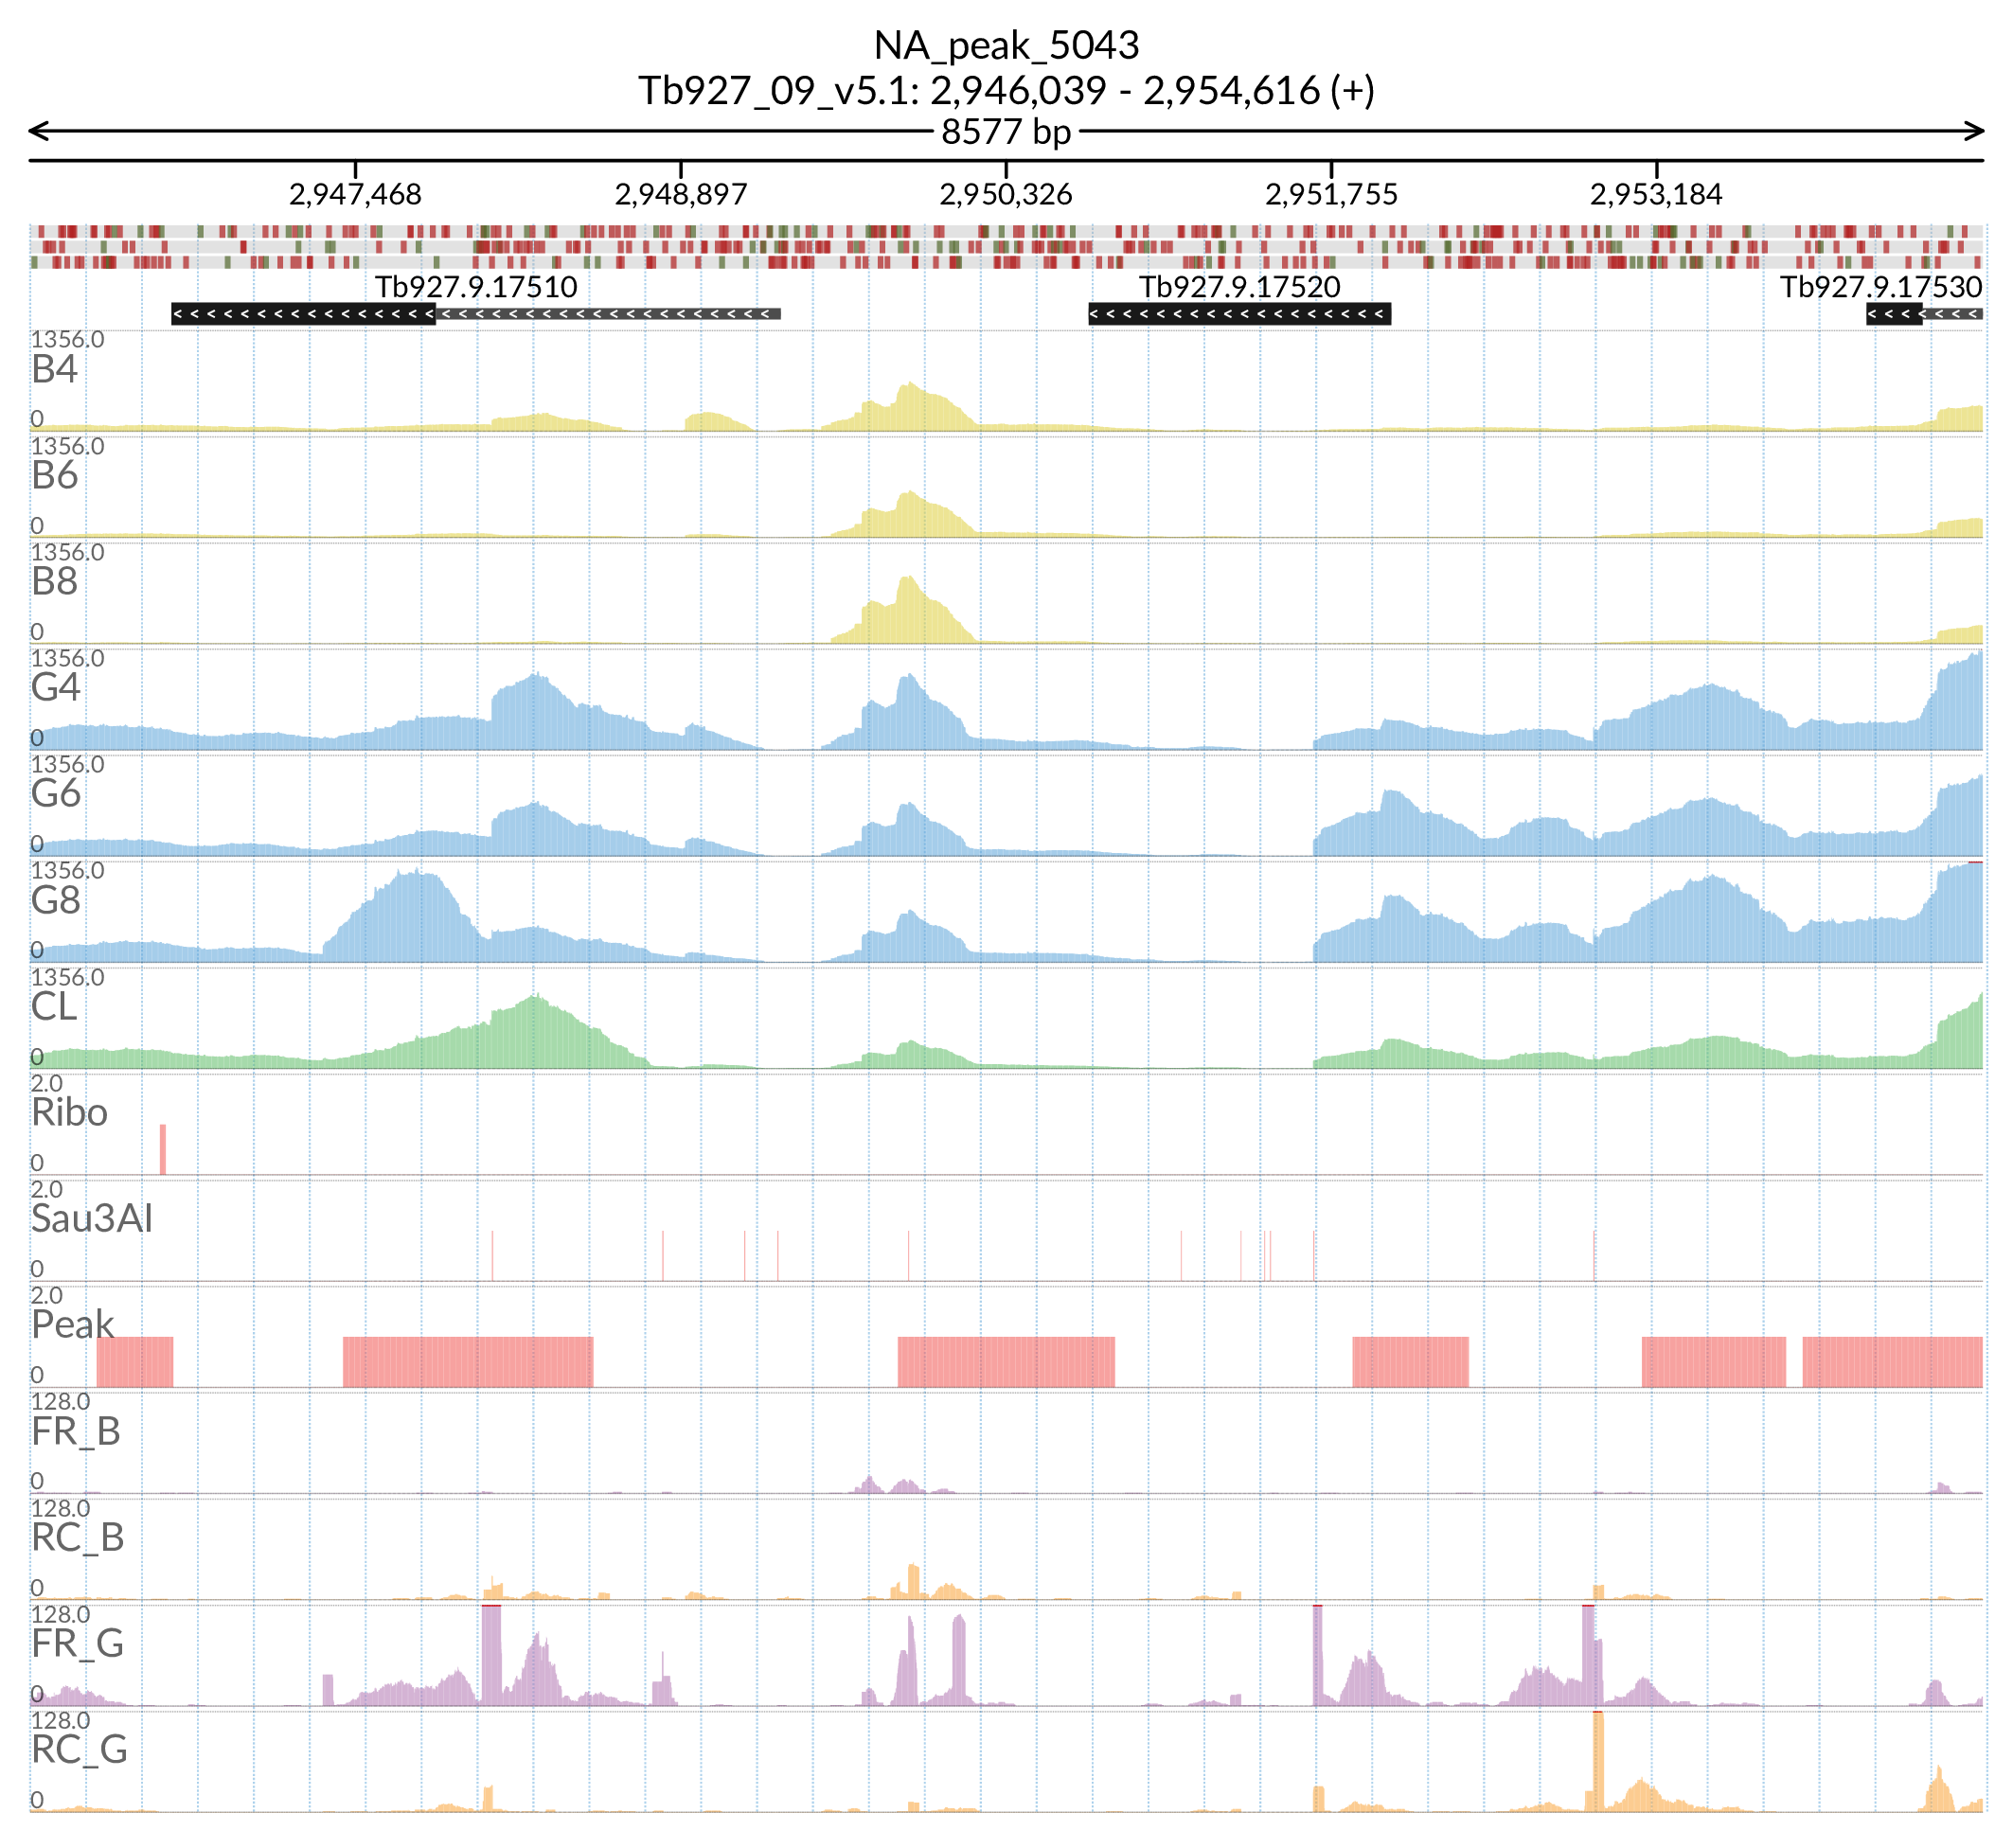 NA_peak_5043
Tb927_09_v5.1: 2,946,039 - 2,954,616 (+)
8577 bp
2,947,468 2,948,897 2,950,326 2,951,755 2,953,184
Tb927.9.17510 Tb927.9.17520 Tb927.9.17530
1356.0
B4
0
1356.0
B6
0
1356.0
B8
0
1356.0
G4
0
1356.0
G6
0
1356.0
G8
0
1356.0
CL
0
2.0
Ribo
0
2.0
Sau3AI
0
2.0
Peak
0
128.0
FR_B
0
128.0
RC_B
0
128.0
FR_G
0
128.0
RC_G
0